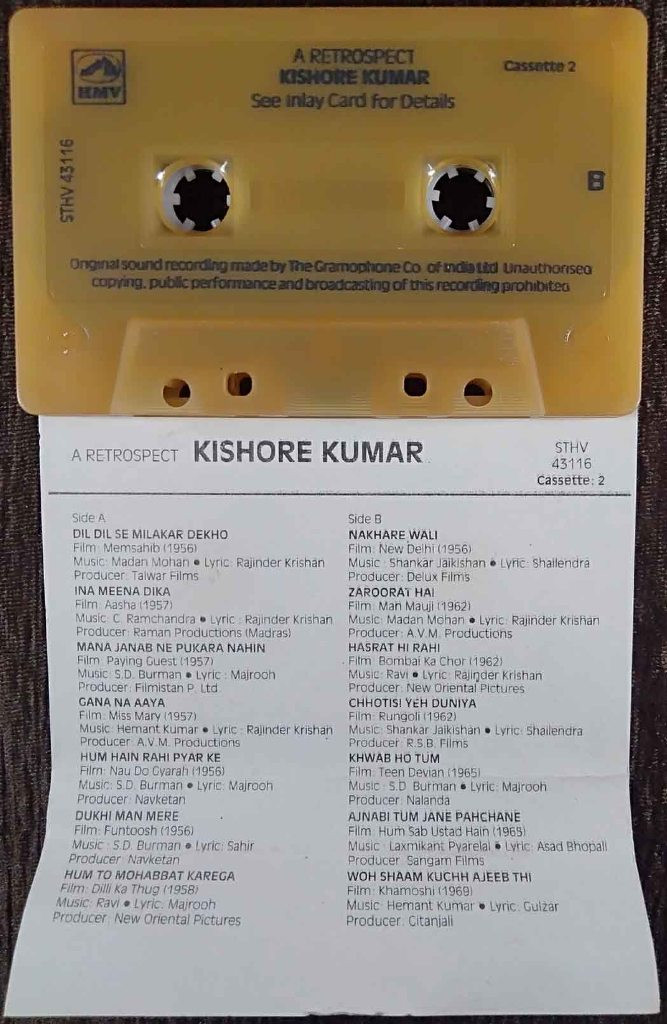 HMV
A RETROSPECT
KISHORE KUMAR
Cassette 2
See Inlay Card for Details
STHV 43116
B
Original sound recording made by The Gramophone Co. of India Ltd Unauthorised
copying, public performance and broadcasting of this recording prohibited
A RETROSPECT KISHORE KUMAR
STHV
43116
Cassette: 2
Side A
DIL DIL SE MILAKAR DEKHO
Film: Memsahib (1956)
Music: Madan Mohan ● Lyric: Rajinder Krishan
Producer: Talwar Films
INA MEENA DIKA
Film: Aasha (1957)
Music: C. Ramchandra ● Lyric : Rajinder Krishan
Producer: Raman Productions (Madras)
MANA JANAB NE PUKARA NAHIN
Film: Paying Guest (1957)
Music: S.D. Burman ● Lyric : Majrooh
Producer: Filmistan P. Ltd.
GANA NA AAYA
Film: Miss Mary (1957)
Music: Hemant Kumar ● Lyric : Rajinder Krishan
Producer: A.V.M. Productions
HUM HAIN RAHI PYAR KE
Film: Nau Do Gyarah (1956)
Music: S.D. Burman ● Lyric: Majrooh
Producer: Navketan
DUKHI MAN MERE
Film: Funtoosh (1956)
Music : S.D. Burman ● Lyric: Sahir
Producer: Navketan
HUM TO MOHABBAT KAREGA
Film: Dilli Ka Thug (1958)
Music: Ravi ● Lyric: Majrooh
Producer: New Oriental Pictures
Side B
NAKHARE WALI
Film: New Delhi (1956)
Music : Shankar Jaikishan ● Lyric: Shailendra
Producer: Delux Films
ZAROORAT HAI
Film: Man Mauji (1962)
Music: Madan Mohan ● Lyric: Rajinder Krishan
Producer: A.V.M. Productions
HASRAT HI RAHI
Film: Bombai Ka Chor (1962)
Music: Ravi ● Lyric: Rajinder Krishan
Producer: New Oriental Pictures
CHHOTISI YEH DUNIYA
Film: Rungoli (1962)
Music: Shankar Jaikishan ● Lyric: Shailendra
Producer: R.S.B. Films
KHWAB HO TUM
Film: Teen Devian (1965)
Music : S.D. Burman ● Lyric: Majrooh
Producer: Nalanda
AJNABI TUM JANE PAHCHANE
Film: Hum Sab Ustad Hain (1965)
Music: Laxmikant Pyarelal ● Lyric: Asad Bhopali
Producer: Sangam Films
WOH SHAAM KUCHH AJEEB THI
Film: Khamoshi (1969)
Music: Hemant Kumar ● Lyric: Gulzar
Producer: Gitanjali